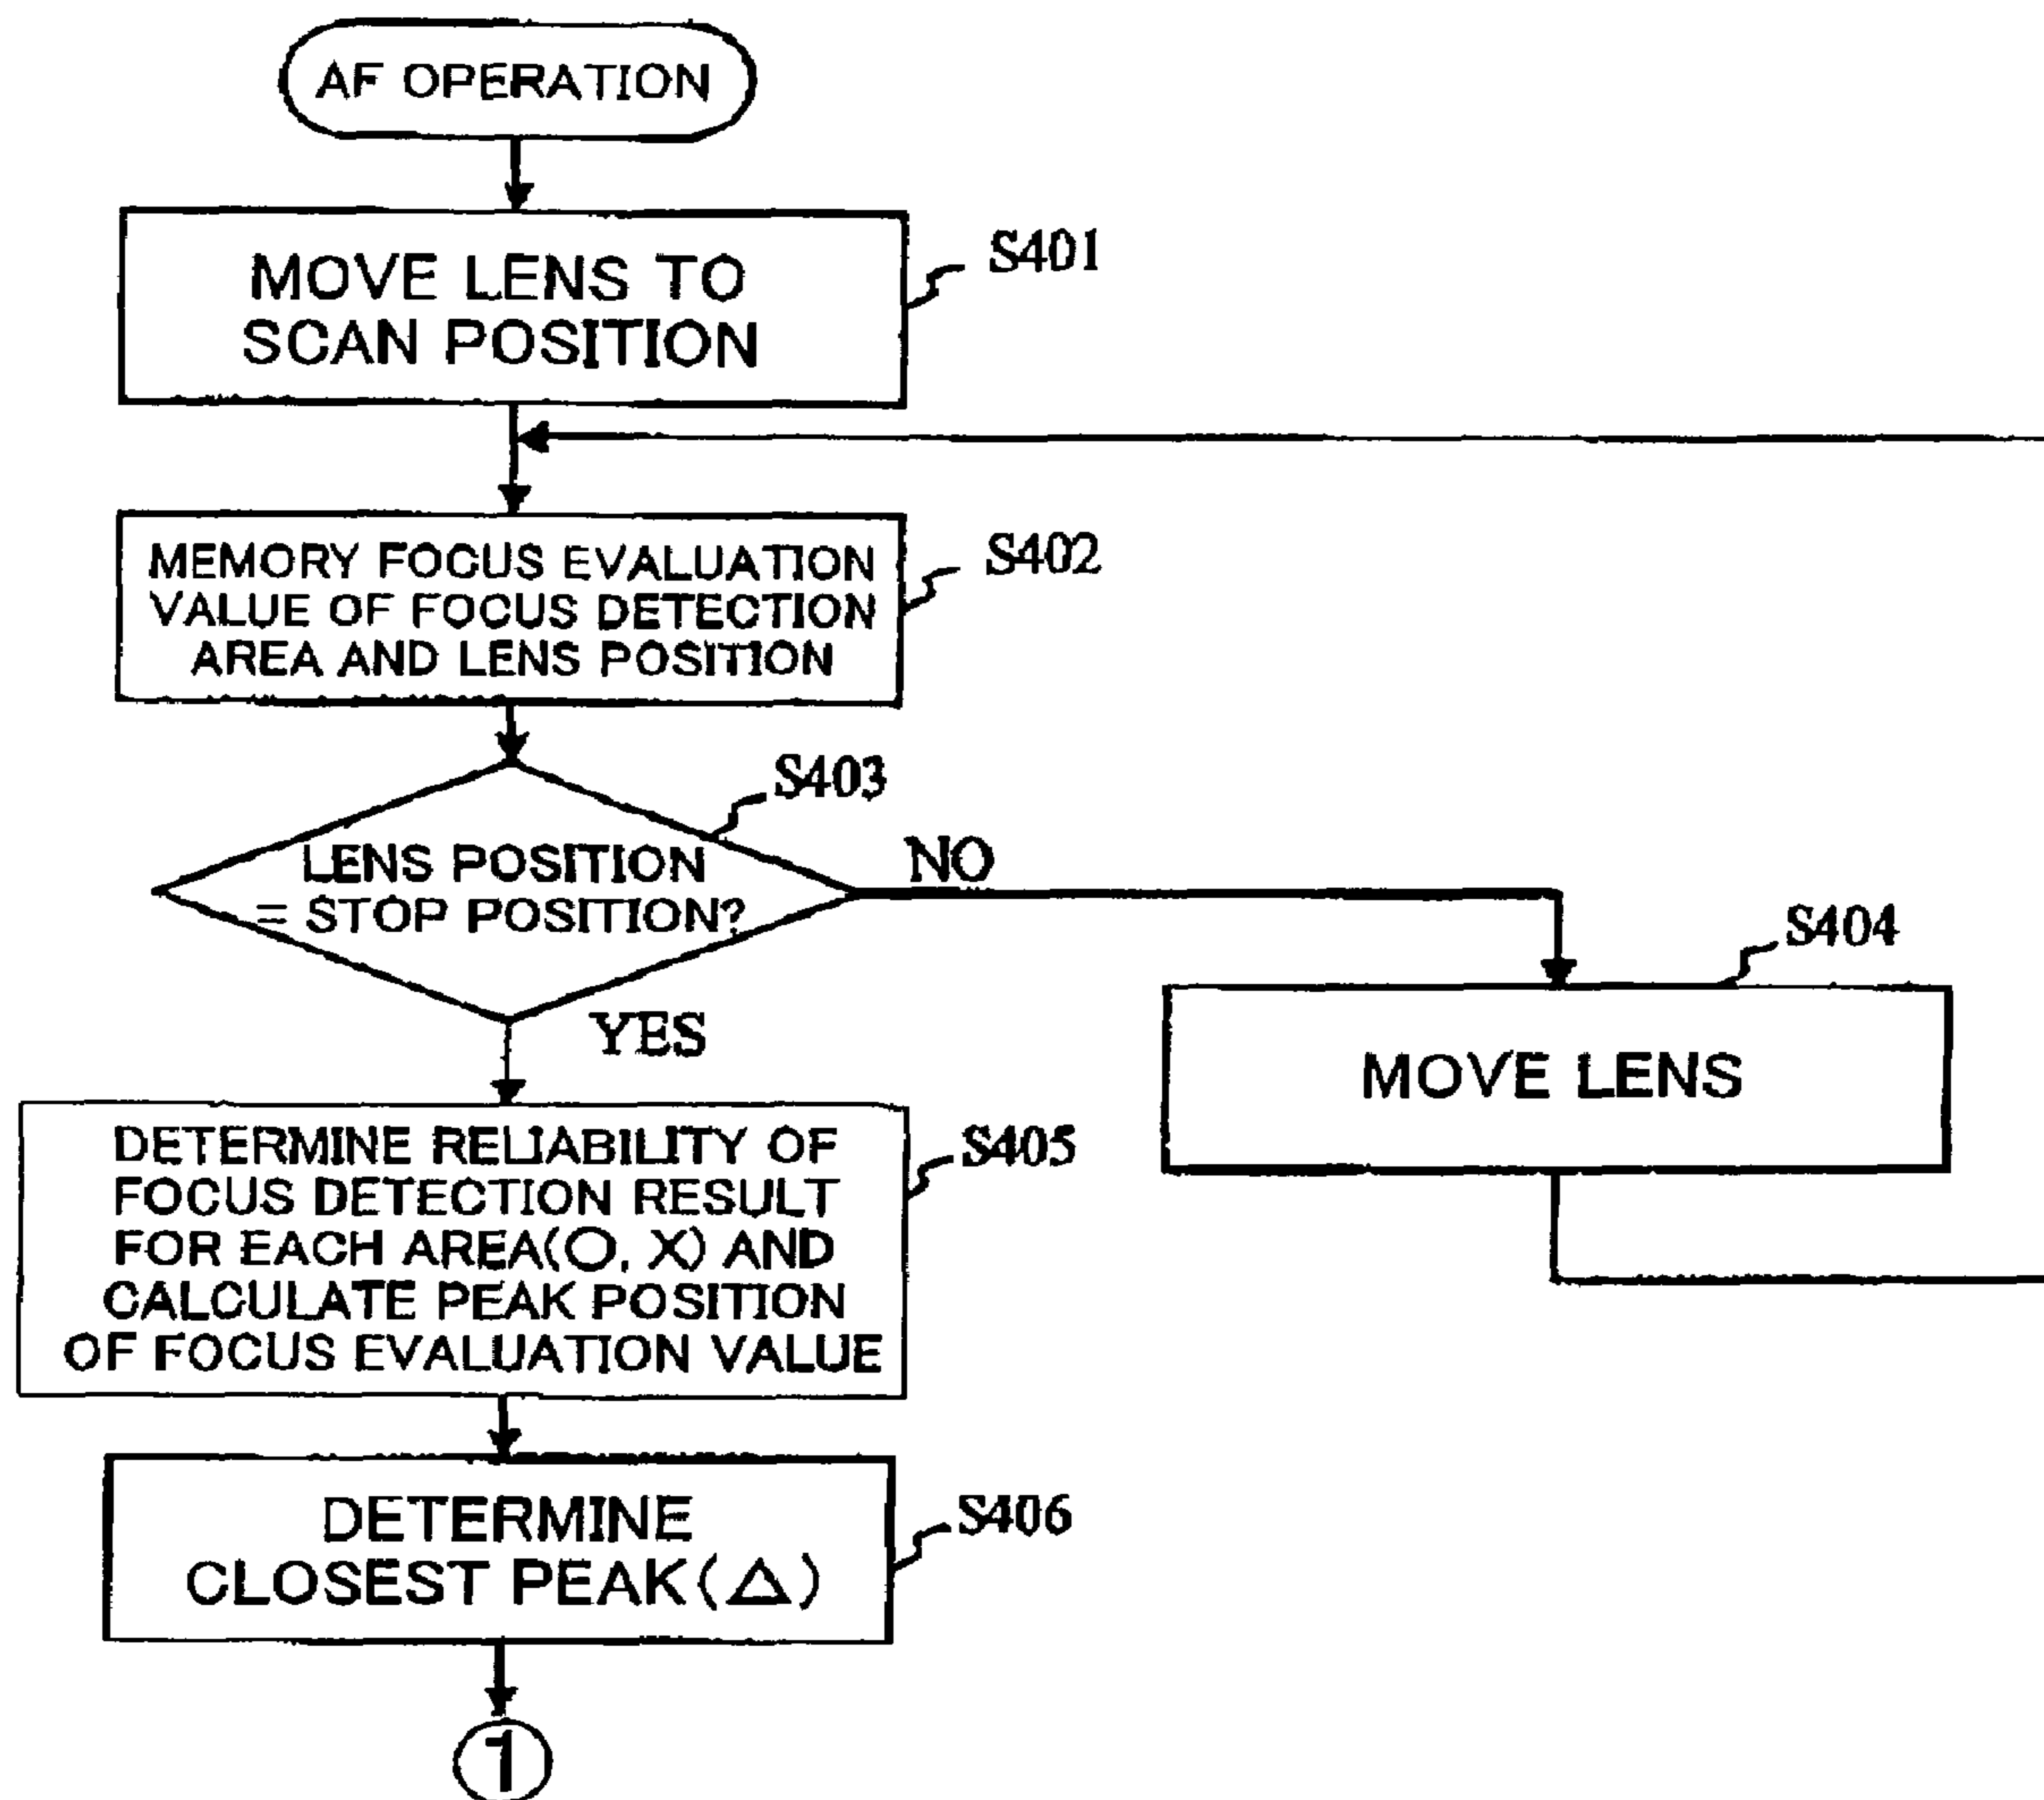 AF OPERATION
MOVE LENS TO
SCAN POSITION
S401
MEMORY FOCUS EVALUATION
VALUE OF FOCUS DETECTION
AREA AND LENS POSITION
S402
S403
LENS POSITION
= STOP POSITION?
NO
YES
S404
MOVE LENS
DETERMINE RELIABILITY OF
FOCUS DETECTION RESULT
FOR EACH AREA(○, X) AND
CALCULATE PEAK POSITION
OF FOCUS EVALUATION VALUE
S405
DETERMINE
CLOSEST PEAK(△)
S406
①